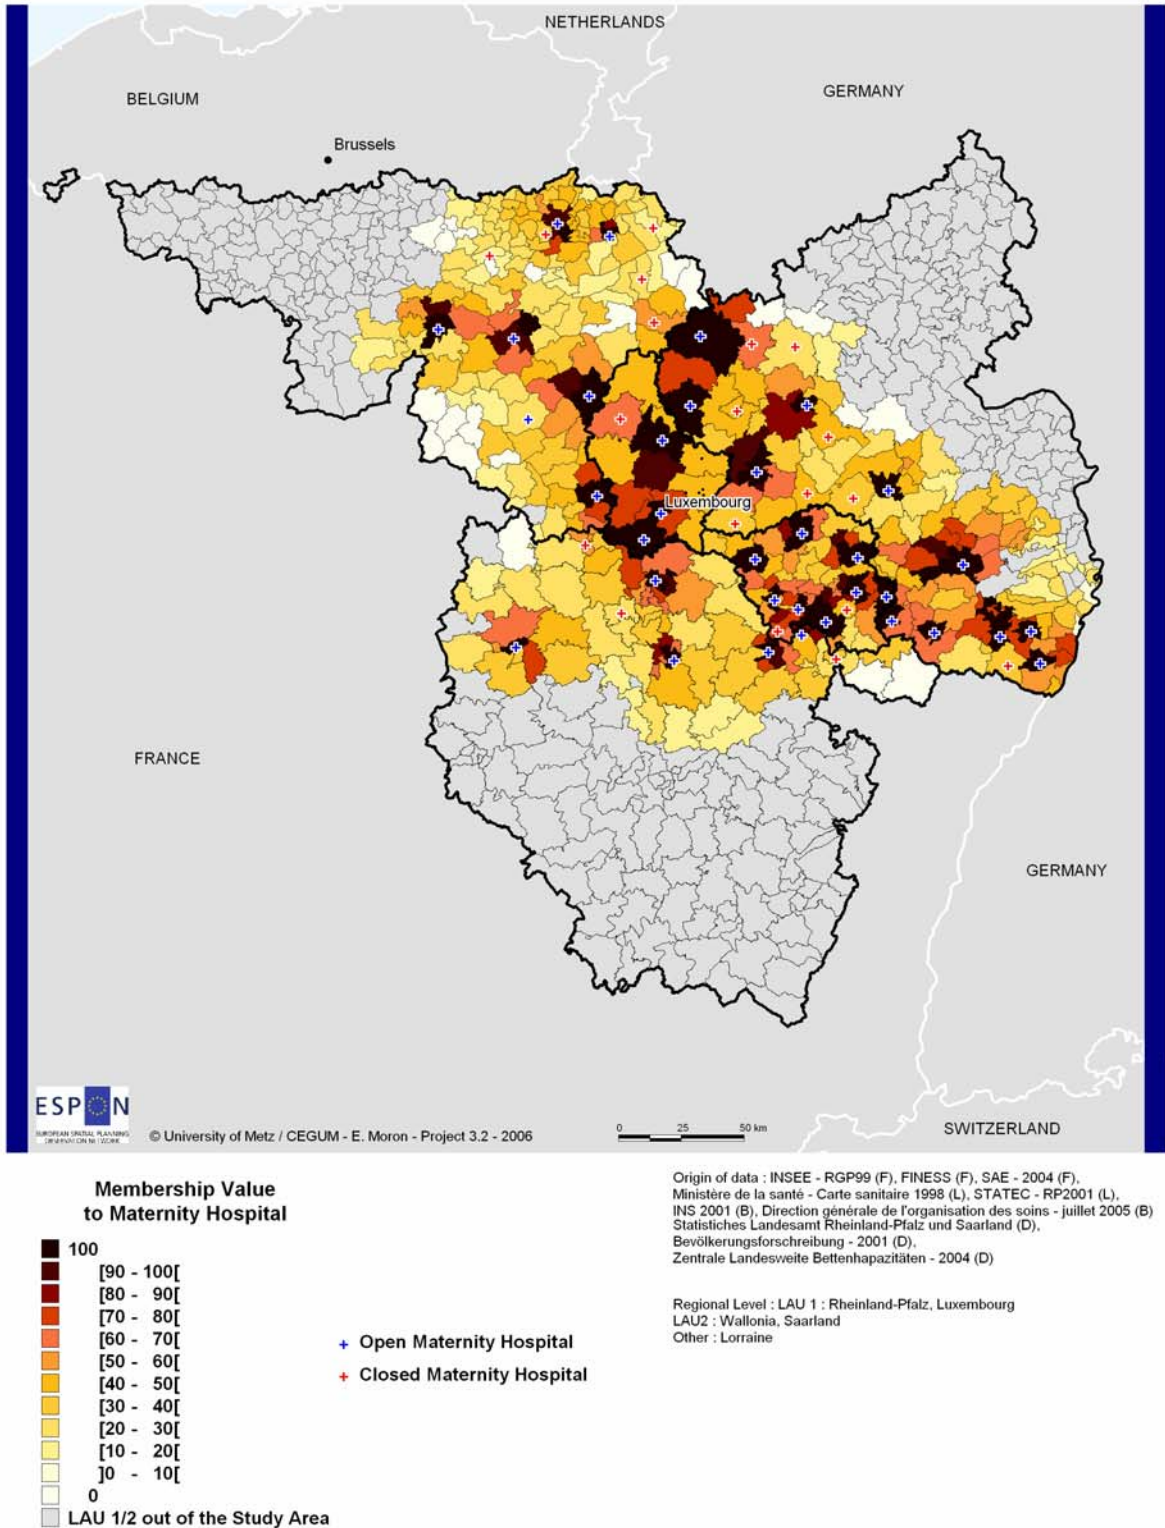 NETHERLANDS
BELGIUM
GERMANY
Brussels
Luxembourg
FRANCE
GERMANY
ESPON
EUROPEAN SPATIAL PLANNING
OBSERVATION NETWORK
© University of Metz / CEGUM - E. Moron - Project 3.2 - 2006
0 25 50 km
SWITZERLAND
Membership Value
to Maternity Hospital
100
[90 - 100[
[80 - 90[
[70 - 80[
[60 - 70[
[50 - 60[
[40 - 50[
[30 - 40[
[20 - 30[
[10 - 20[
]0 - 10[
0
LAU 1/2 out of the Study Area
+ Open Maternity Hospital
+ Closed Maternity Hospital
Origin of data : INSEE - RGP99 (F), FINESS (F), SAE - 2004 (F),
Ministère de la santé - Carte sanitaire 1998 (L), STATEC - RP2001 (L),
INS 2001 (B), Direction générale de l'organisation des soins - juillet 2005 (B)
Statistiches Landesamt Rheinland-Pfalz und Saarland (D),
Bevölkerungsforschreibung - 2001 (D),
Zentrale Landesweite Bettenhapazitäten - 2004 (D)
Regional Level : LAU 1 : Rheinland-Pfalz, Luxembourg
LAU2 : Wallonia, Saarland
Other : Lorraine